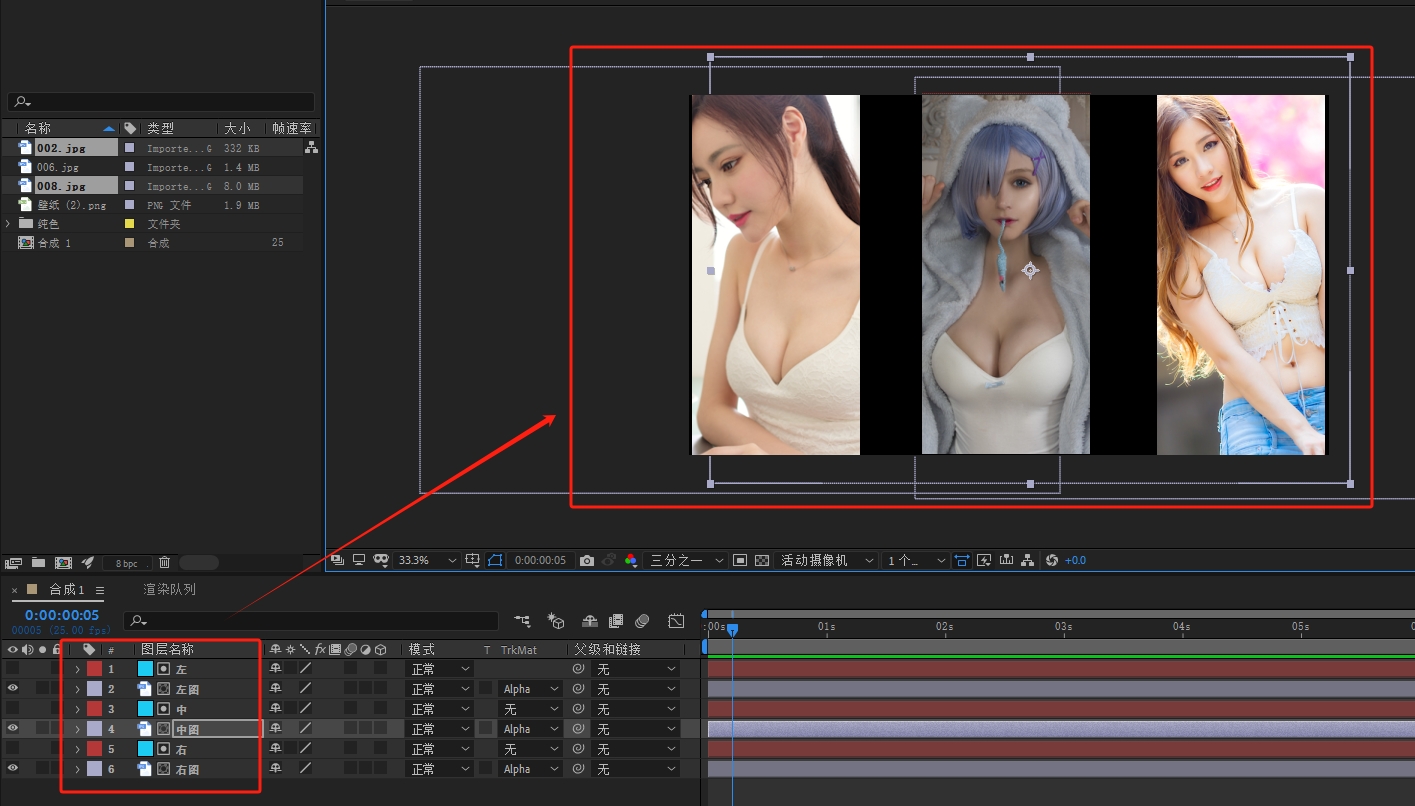 名称 类型 大小 帧速率
002.jpg Importe...G 332 KB
006.jpg Importe...G 1.4 MB
008.jpg Importe...G 8.0 MB
壁纸 (2).png PNG 文件 1.9 MB
纯色 文件夹
合成 1 合成 25
8 bpc
33.3% 0:00:00:05 三分之一 活动摄像机 1 个... +0.0
合成 1 渲染队列
0:00:00:05
00005 (25.00 fps)
:00s 01s 02s 03s 04s 05s
# 图层名称 fx 模式 T TrkMat 父级和链接
1 左 正常 无
2 左图 正常 Alpha 无
3 中 正常 无 无
4 中图 正常 Alpha 无
5 右 正常 无 无
6 右图 正常 Alpha 无